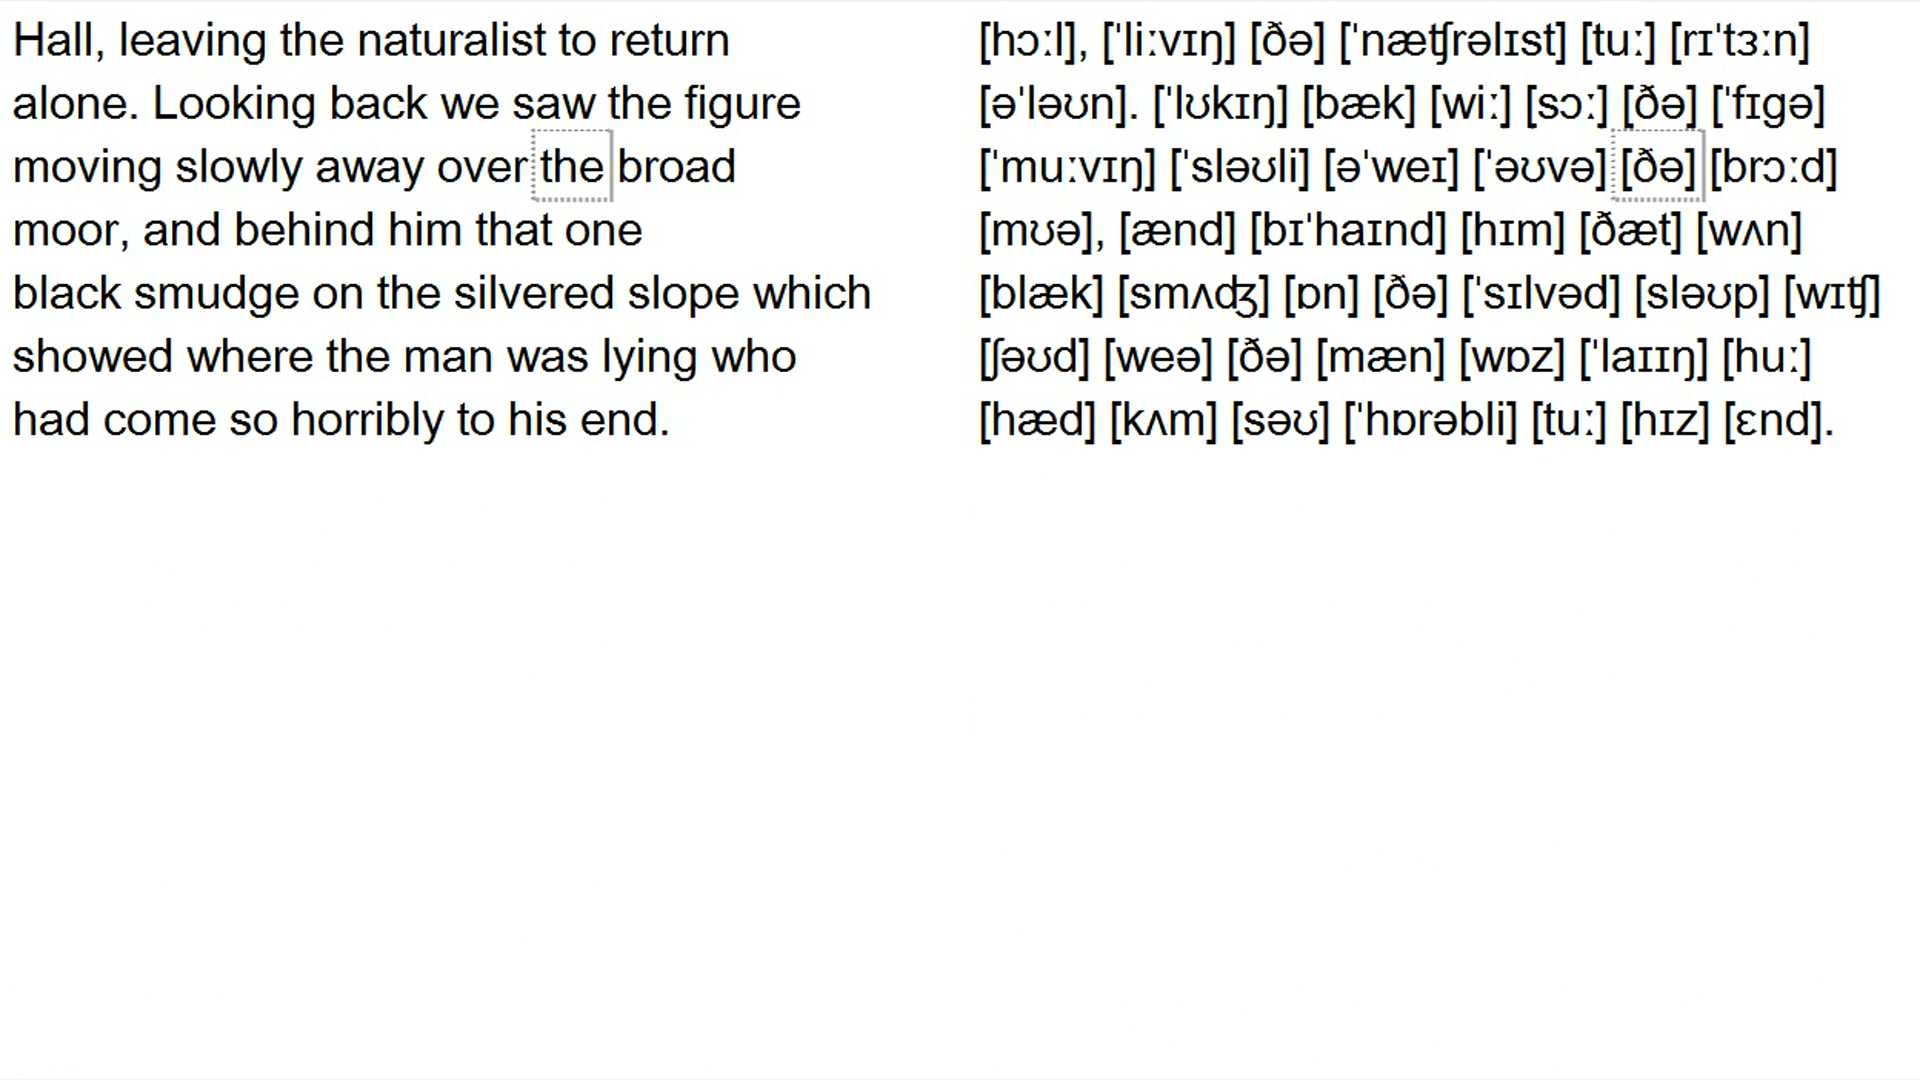 Hall, leaving the naturalist to return
alone. Looking back we saw the figure
moving slowly away over the broad
moor, and behind him that one
black smudge on the silvered slope which
showed where the man was lying who
had come so horribly to his end.
[hɔːl], [ˈliːvɪŋ] [ðə] [ˈnæʧrəlɪst] [tuː] [rɪˈtɜːn]
[əˈləʊn]. [ˈlʊkɪŋ] [bæk] [wiː] [sɔː] [ðə] [ˈfɪgə]
[ˈmuːvɪŋ] [ˈsləʊli] [əˈweɪ] [ˈəʊvə] [ðə] [brɔːd]
[mʊə], [ænd] [bɪˈhaɪnd] [hɪm] [ðæt] [wʌn]
[blæk] [smʌʤ] [ɒn] [ðə] [ˈsɪlvəd] [sləʊp] [wɪʧ]
[ʃəʊd] [weə] [ðə] [mæn] [wɒz] [ˈlaɪɪŋ] [huː]
[hæd] [kʌm] [səʊ] [ˈhɒrəbli] [tuː] [hɪz] [ɛnd].